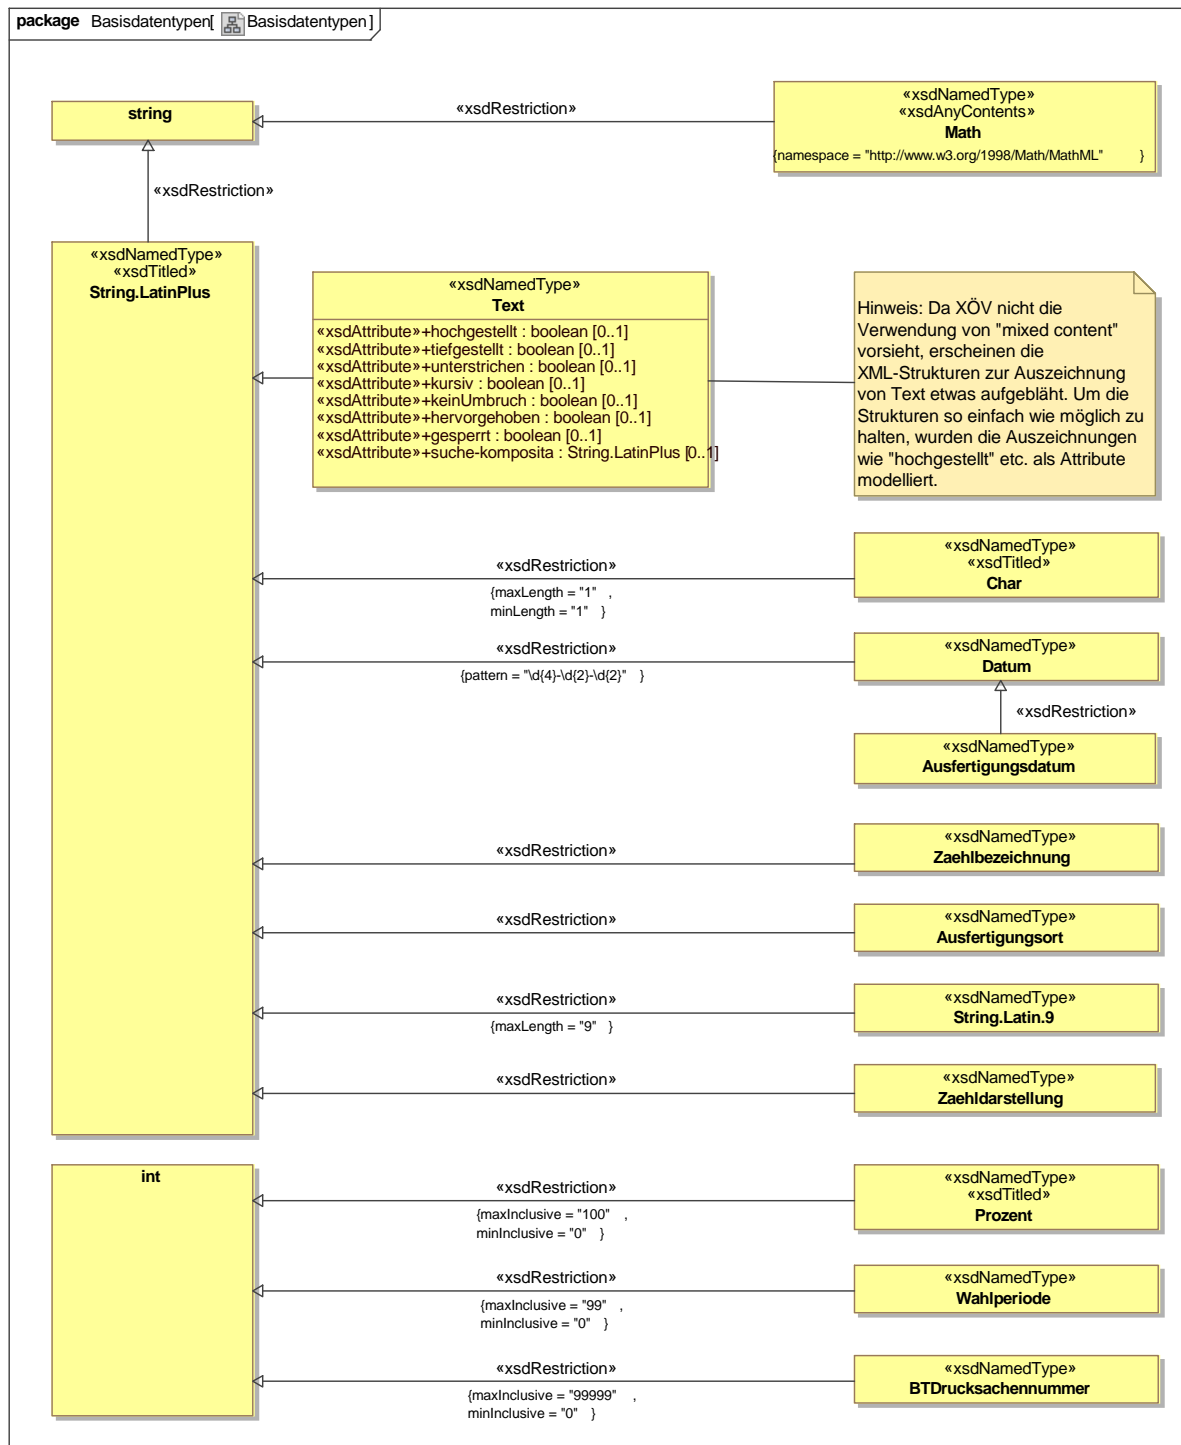 package Basisdatentypen[ Basisdatentypen ]
string
«xsdRestriction»
«xsdNamedType»
«xsdAnyContents»
Math
{namespace = "http://www.w3.org/1998/Math/MathML" }
«xsdRestriction»
«xsdNamedType»
«xsdTitled»
String.LatinPlus
«xsdNamedType»
Text
«xsdAttribute»+hochgestellt : boolean [0..1]
«xsdAttribute»+tiefgestellt : boolean [0..1]
«xsdAttribute»+unterstrichen : boolean [0..1]
«xsdAttribute»+kursiv : boolean [0..1]
«xsdAttribute»+keinUmbruch : boolean [0..1]
«xsdAttribute»+hervorgehoben : boolean [0..1]
«xsdAttribute»+gesperrt : boolean [0..1]
«xsdAttribute»+suche-komposita : String.LatinPlus [0..1]
Hinweis: Da XÖV nicht die
Verwendung von "mixed content"
vorsieht, erscheinen die
XML-Strukturen zur Auszeichnung
von Text etwas aufgebläht. Um die
Strukturen so einfach wie möglich zu
halten, wurden die Auszeichnungen
wie "hochgestellt" etc. als Attribute
modelliert.
«xsdRestriction»
{maxLength = "1" ,
minLength = "1" }
«xsdNamedType»
«xsdTitled»
Char
«xsdRestriction»
{pattern = "\d{4}-\d{2}-\d{2}" }
«xsdNamedType»
Datum
«xsdRestriction»
«xsdNamedType»
Ausfertigungsdatum
«xsdRestriction»
«xsdNamedType»
Zaehlbezeichnung
«xsdRestriction»
«xsdNamedType»
Ausfertigungsort
«xsdRestriction»
{maxLength = "9" }
«xsdNamedType»
String.Latin.9
«xsdRestriction»
«xsdNamedType»
Zaehldarstellung
int
«xsdRestriction»
{maxInclusive = "100" ,
minInclusive = "0" }
«xsdNamedType»
«xsdTitled»
Prozent
«xsdRestriction»
{maxInclusive = "99" ,
minInclusive = "0" }
«xsdNamedType»
Wahlperiode
«xsdRestriction»
{maxInclusive = "99999" ,
minInclusive = "0" }
«xsdNamedType»
BTDrucksachennummer